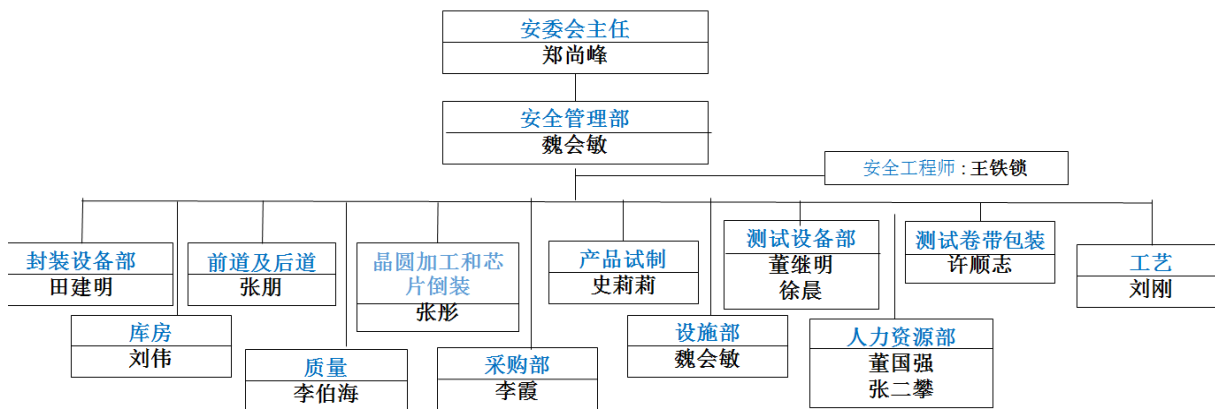 安委会主任
郑尚峰
安全管理部
魏会敏
安全工程师 : 王铁锁
封装设备部
田建明
前道及后道
张朋
晶圆加工和芯
片倒装
张彤
产品试制
史莉莉
测试设备部
董继明
徐晨
测试卷带包装
许顺志
工艺
刘刚
库房
刘伟
质量
李伯海
采购部
李霞
设施部
魏会敏
人力资源部
董国强
张二攀